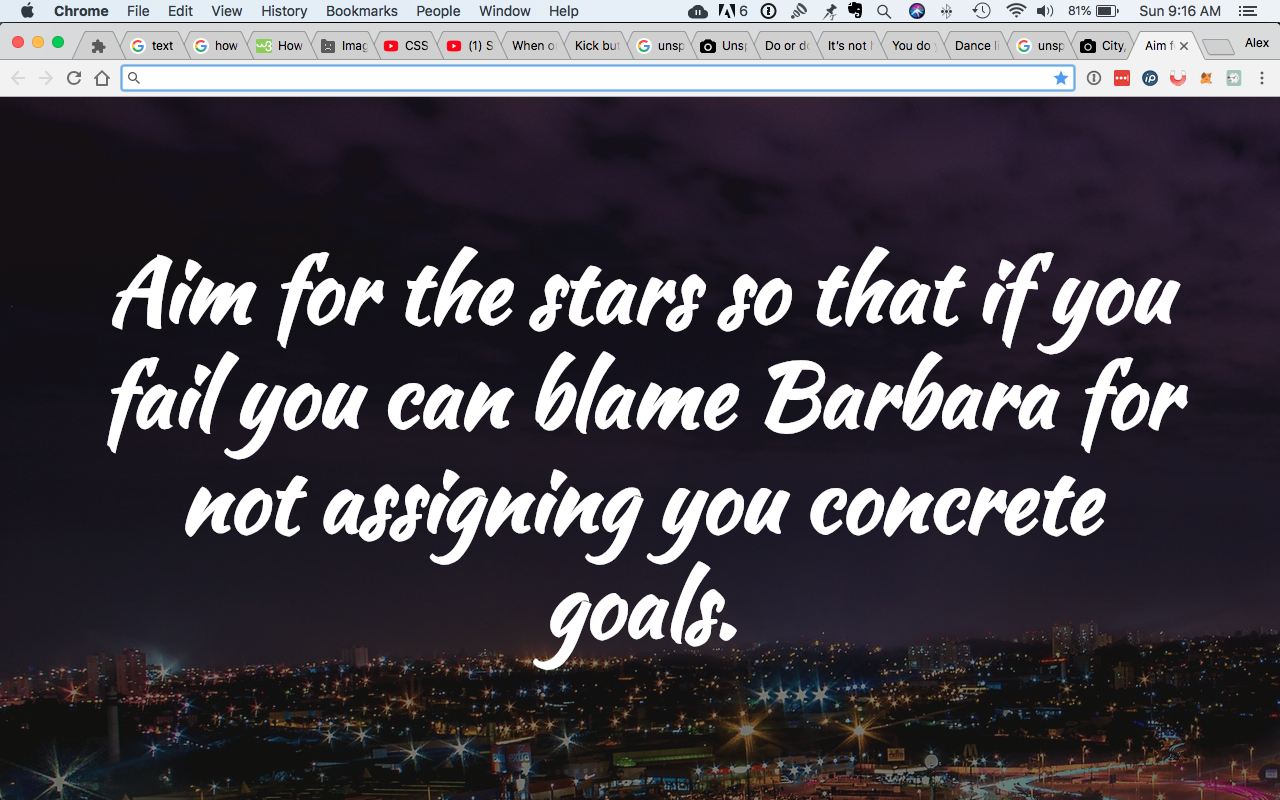 Chrome File Edit View History Bookmarks People Window Help 6 81% Sun 9:16 AM
text how How Imag CSS (1) S When o Kick but unsp Uns Do or d It's not You do Dance li unsp City, Aim f Alex
Aim for the stars so that if you
fail you can blame Barbara for
not assigning you concrete
goals.